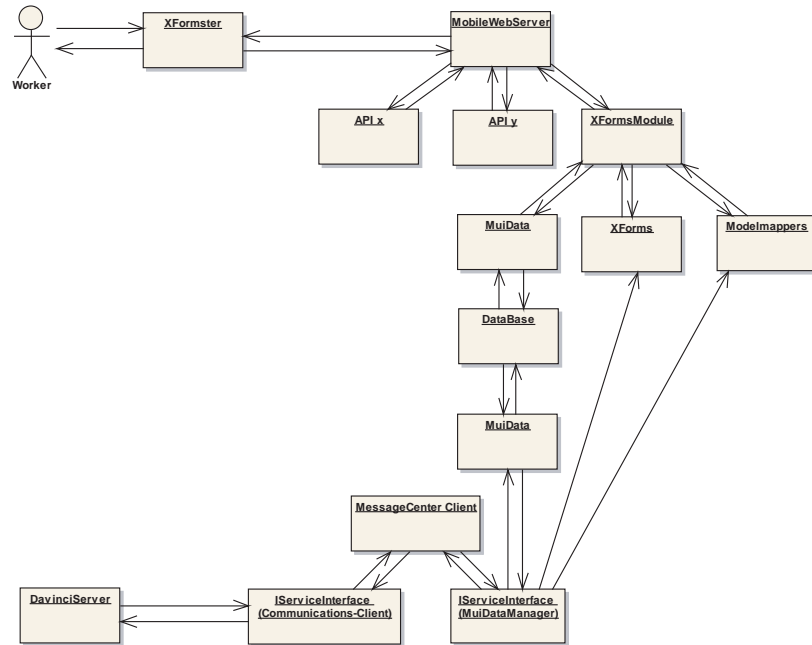 XFormster
MobileWebServer
Worker
API x
API y
XFormsModule
MuiData
XForms
Modelmappers
DataBase
MuiData
MessageCenter Client
DavinciServer
IServiceInterface
(Communications-Client)
IServiceInterface
(MuiDataManager)